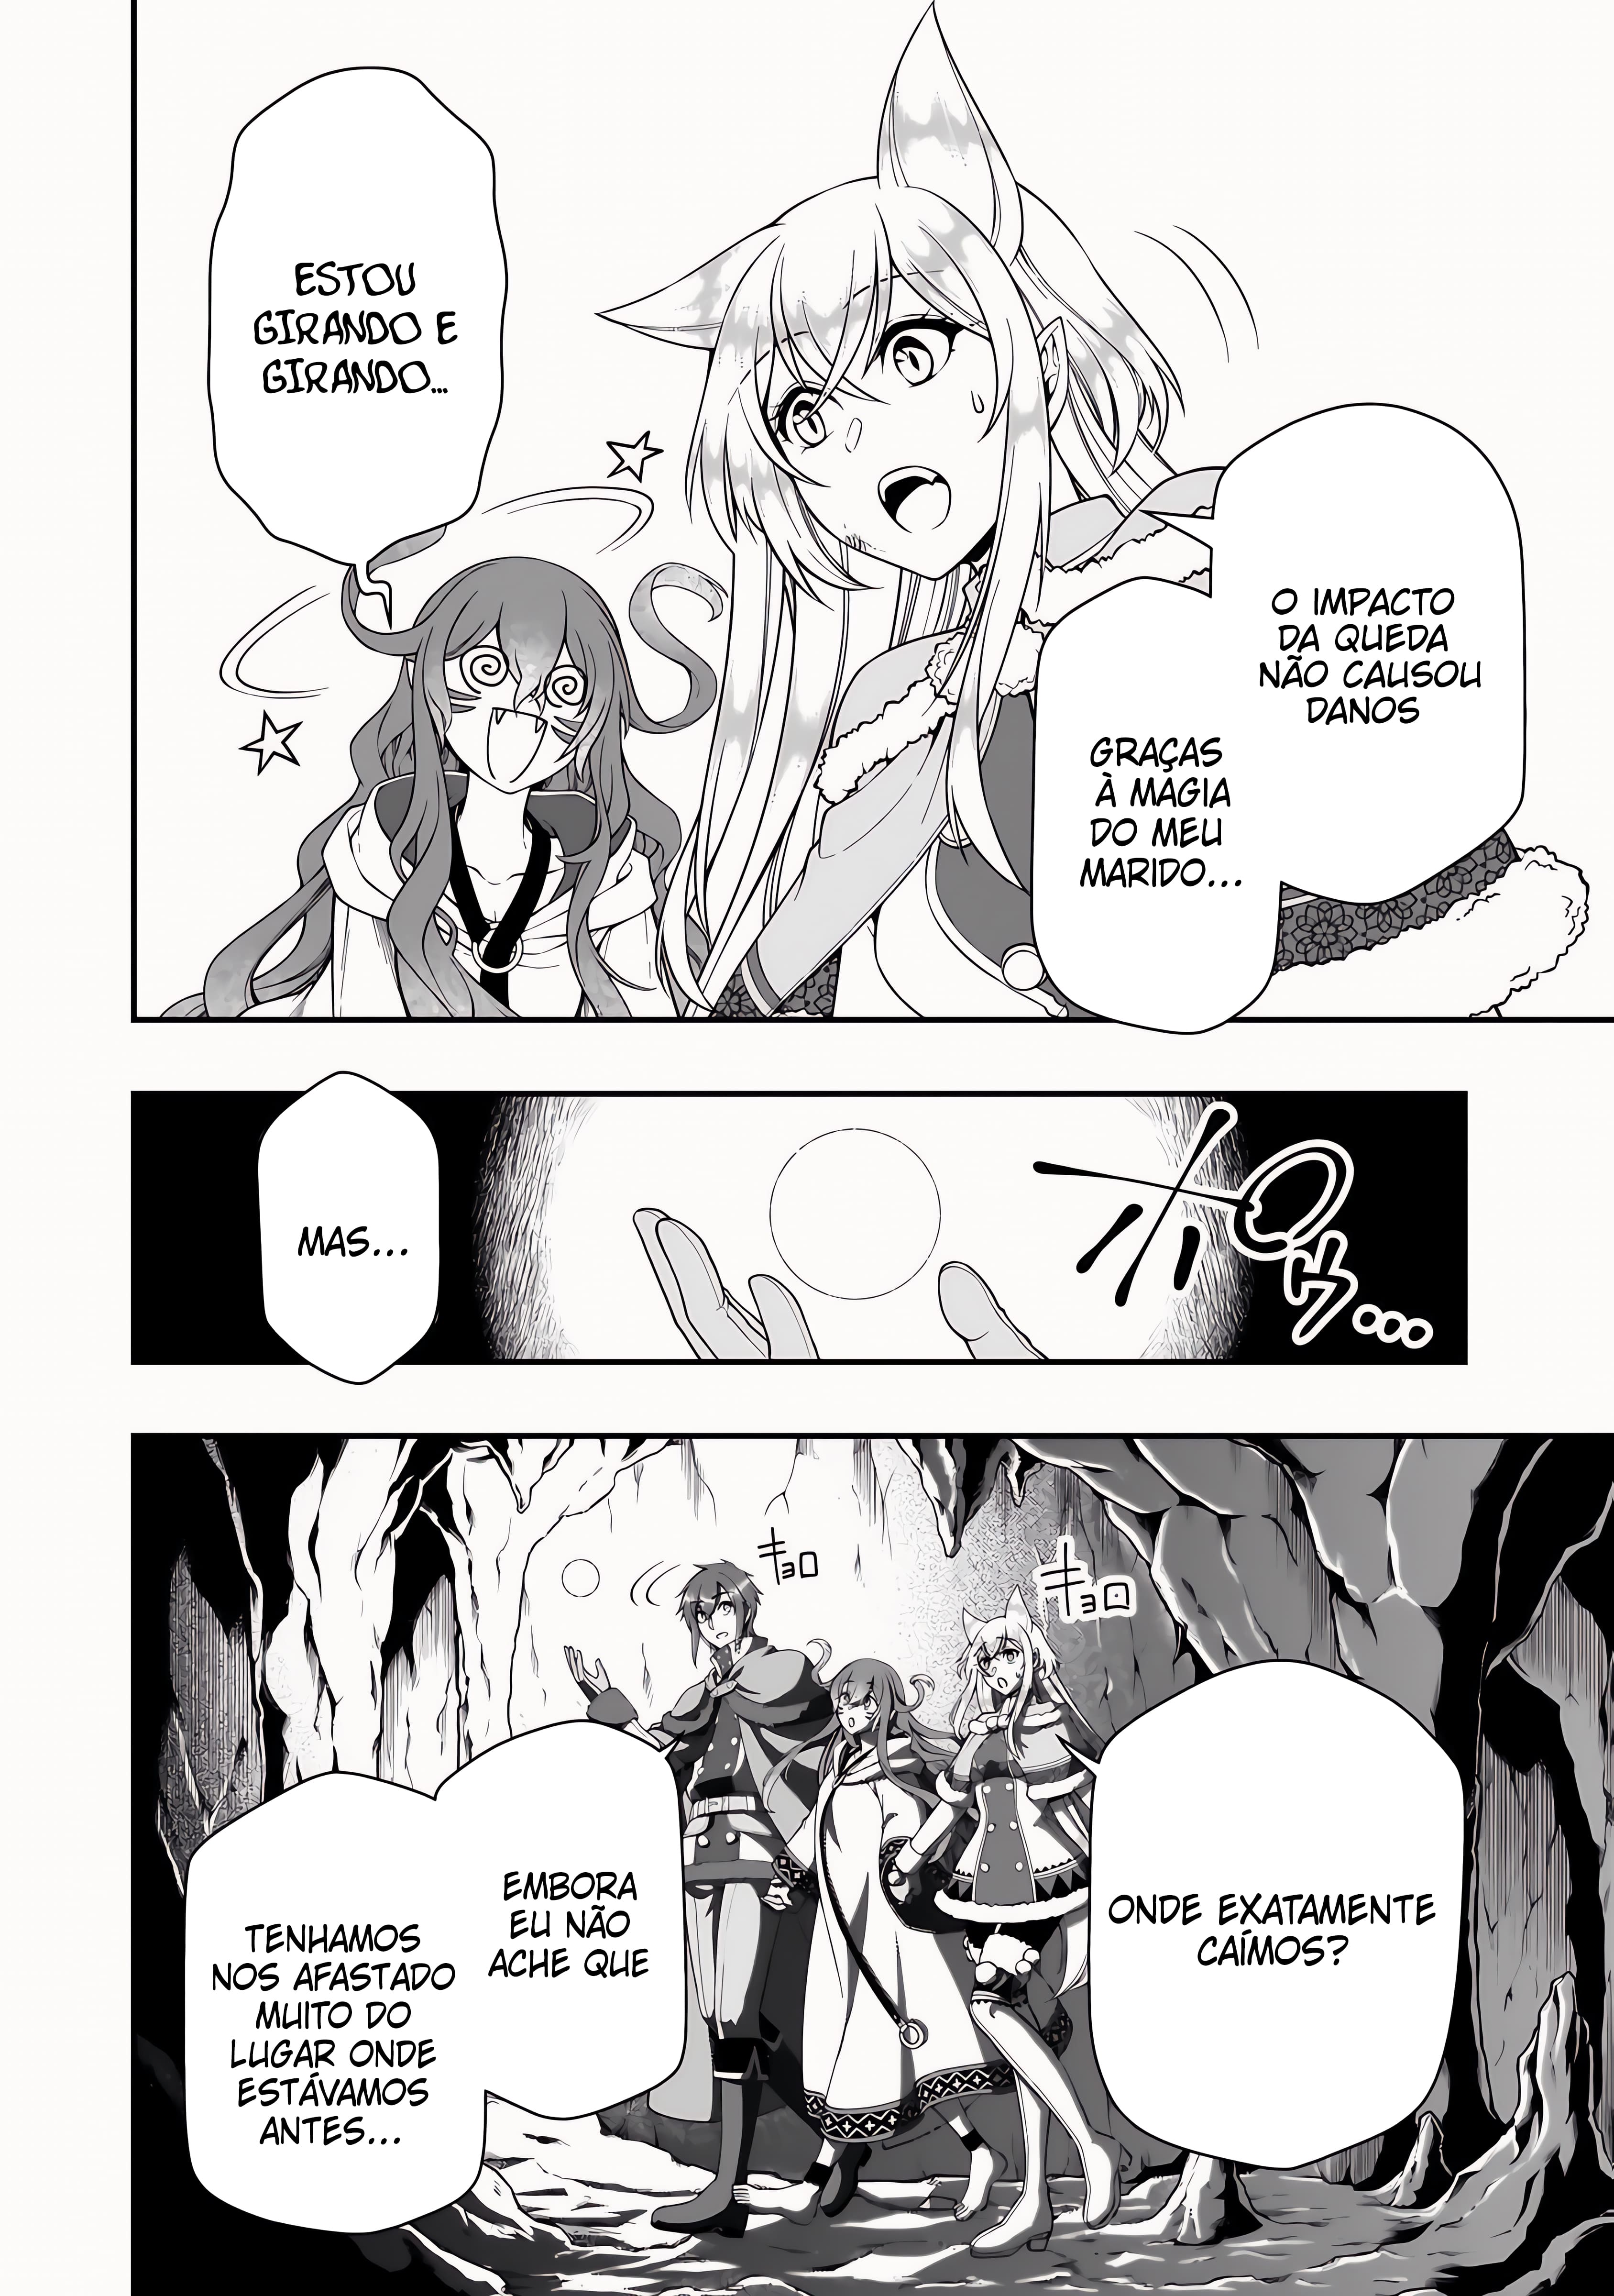 O IMPACTO
DA QUEDA
NÃO CAUSOU
DANOS
GRAÇAS
À MAGIA
DO MEU
MARIDO...
ESTOU
GIRANDO E
GIRANDO...
ポゥ...
MAS...
キョロ
キョロ
ONDE EXATAMENTE
CAÍMOS?
EMBORA
EU NÃO
ACHE QUE
TENHAMOS
NOS AFASTADO
MUITO DO
LUGAR ONDE
ESTÁVAMOS
ANTES...